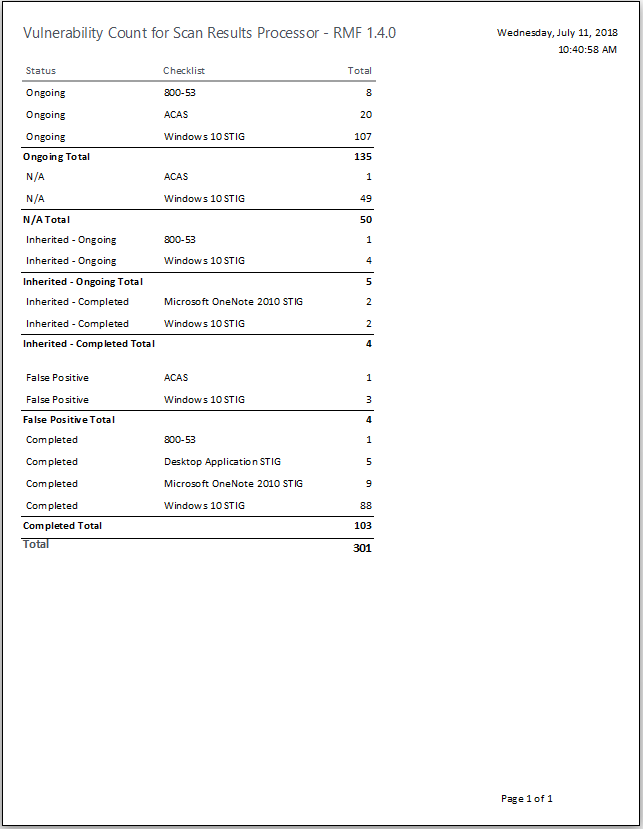 Vulnerability Count for Scan Results Processor - RMF 1.4.0
Wednesday, July 11, 2018
10:40:58 AM
Status Checklist Total
Ongoing 800-53 8
Ongoing ACAS 20
Ongoing Windows 10 STIG 107
Ongoing Total 135
N/A ACAS 1
N/A Windows 10 STIG 49
N/A Total 50
Inherited - Ongoing 800-53 1
Inherited - Ongoing Windows 10 STIG 4
Inherited - Ongoing Total 5
Inherited - Completed Microsoft OneNote 2010 STIG 2
Inherited - Completed Windows 10 STIG 2
Inherited - Completed Total 4
False Positive ACAS 1
False Positive Windows 10 STIG 3
False Positive Total 4
Completed 800-53 1
Completed Desktop Application STIG 5
Completed Microsoft OneNote 2010 STIG 9
Completed Windows 10 STIG 88
Completed Total 103
Total 301
Page 1 of 1